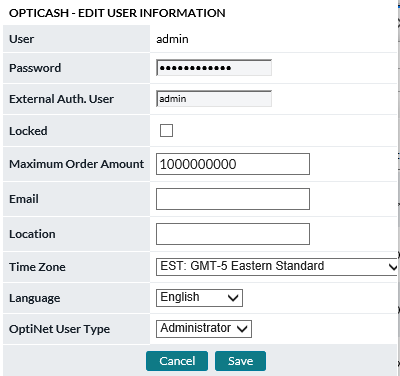 OPTICASH - EDIT USER INFORMATION
User admin
Password ••••••••••••
External Auth. User admin
Locked
Maximum Order Amount 1000000000
Email
Location
Time Zone EST: GMT-5 Eastern Standard
Language English
OptiNet User Type Administrator
Cancel Save